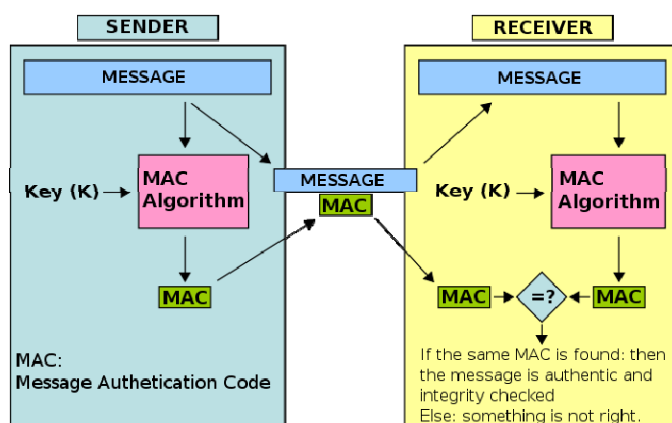 SENDER
MESSAGE
Key (K)
MAC
Algorithm
MAC
MAC:
Message Authetication Code
MESSAGE
MAC
RECEIVER
MESSAGE
Key (K)
MAC
Algorithm
MAC
=?
MAC
If the same MAC is found: then
the message is authentic and
integrity checked
Else: something is not right.